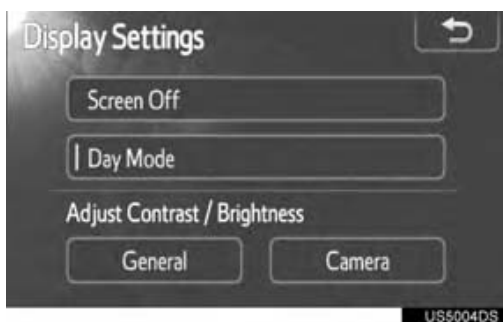 Display Settings
Screen Off
Day Mode
Adjust Contrast / Brightness
General
Camera
US5004DS